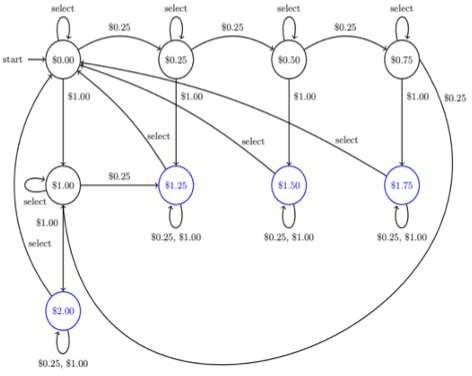 select select select select
$0.25 $0.25 $0.25
start $0.00 $0.25 $0.50 $0.75
$1.00 $1.00 $1.00 $1.00 $0.25
select select select
$0.25
$1.00 $1.25 $1.50 $1.75
select
$1.00
$0.25, $1.00 $0.25, $1.00 $0.25, $1.00
select
$2.00
$0.25, $1.00